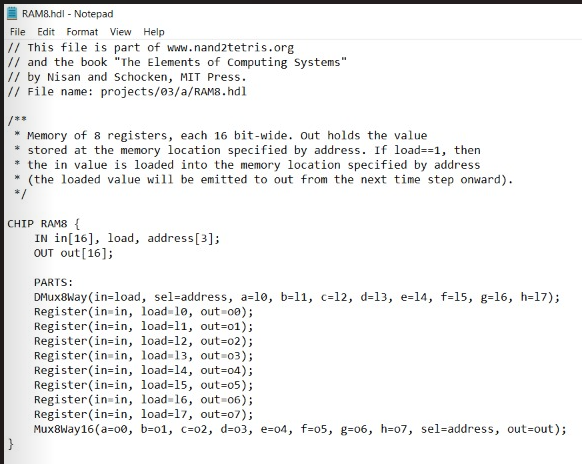 RAM8.hdl - Notepad
File Edit Format View Help
// This file is part of www.nand2tetris.org
// and the book "The Elements of Computing Systems"
// by Nisan and Schocken, MIT Press.
// File name: projects/03/a/RAM8.hdl
/**
* Memory of 8 registers, each 16 bit-wide. Out holds the value
* stored at the memory location specified by address. If load==1, then
* the in value is loaded into the memory location specified by address
* (the loaded value will be emitted to out from the next time step onward).
*/
CHIP RAM8 {
IN in[16], load, address[3];
OUT out[16];
PARTS:
DMux8Way(in=load, sel=address, a=l0, b=l1, c=l2, d=l3, e=l4, f=l5, g=l6, h=l7);
Register(in=in, load=l0, out=o0);
Register(in=in, load=l1, out=o1);
Register(in=in, load=l2, out=o2);
Register(in=in, load=l3, out=o3);
Register(in=in, load=l4, out=o4);
Register(in=in, load=l5, out=o5);
Register(in=in, load=l6, out=o6);
Register(in=in, load=l7, out=o7);
Mux8Way16(a=o0, b=o1, c=o2, d=o3, e=o4, f=o5, g=o6, h=o7, sel=address, out=out);
}